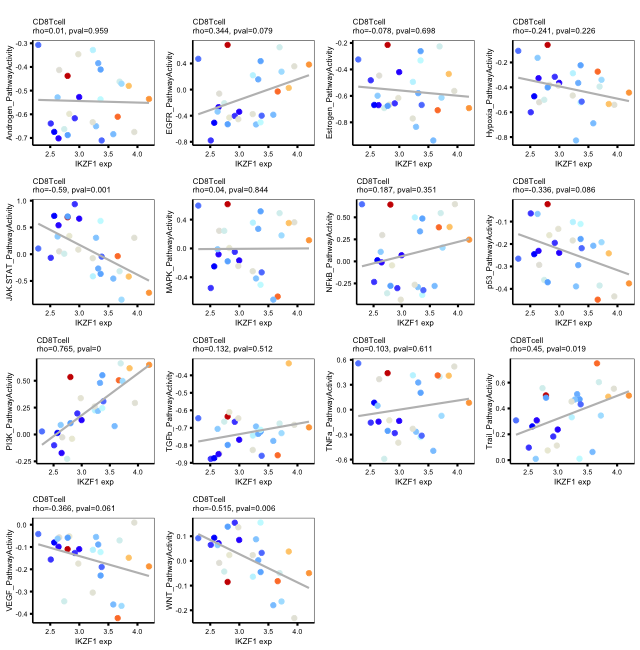 CD8Tcell
rho=0.01, pval=0.959
Androgen_PathwayActivity
-0.3
-0.4
-0.5
-0.6
-0.7
2.5 3.0 3.5 4.0
IKZF1 exp
CD8Tcell
rho=0.344, pval=0.079
EGFR_PathwayActivity
0.4
0.0
-0.4
-0.8
2.5 3.0 3.5 4.0
IKZF1 exp
CD8Tcell
rho=-0.078, pval=0.698
Estrogen_PathwayActivity
-0.2
-0.4
-0.6
-0.8
2.5 3.0 3.5 4.0
IKZF1 exp
CD8Tcell
rho=-0.241, pval=0.226
Hypoxia_PathwayActivity
-0.2
-0.4
-0.6
-0.8
2.5 3.0 3.5 4.0
IKZF1 exp
CD8Tcell
rho=-0.59, pval=0.001
JAK-STAT_PathwayActivity
1.0
0.5
0.0
-0.5
2.5 3.0 3.5 4.0
IKZF1 exp
CD8Tcell
rho=0.04, pval=0.844
MAPK_PathwayActivity
0.4
0.0
-0.4
2.5 3.0 3.5 4.0
IKZF1 exp
CD8Tcell
rho=0.187, pval=0.351
NFkB_PathwayActivity
0.50
0.25
0.00
-0.25
2.5 3.0 3.5 4.0
IKZF1 exp
CD8Tcell
rho=-0.336, pval=0.086
p53_PathwayActivity
-0.1
-0.2
-0.3
-0.4
2.5 3.0 3.5 4.0
IKZF1 exp
CD8Tcell
rho=0.765, pval=0
PI3K_PathwayActivity
0.50
0.25
0.00
-0.25
2.5 3.0 3.5 4.0
IKZF1 exp
CD8Tcell
rho=0.132, pval=0.512
TGFb_PathwayActivity
-0.4
-0.5
-0.6
-0.7
-0.8
-0.9
2.5 3.0 3.5 4.0
IKZF1 exp
CD8Tcell
rho=0.103, pval=0.611
TNFa_PathwayActivity
0.6
0.3
0.0
-0.3
-0.6
2.5 3.0 3.5 4.0
IKZF1 exp
CD8Tcell
rho=0.45, pval=0.019
Trail_PathwayActivity
0.6
0.4
0.2
0.0
2.5 3.0 3.5 4.0
IKZF1 exp
CD8Tcell
rho=-0.366, pval=0.061
VEGF_PathwayActivity
0.0
-0.1
-0.2
-0.3
-0.4
2.5 3.0 3.5 4.0
IKZF1 exp
CD8Tcell
rho=-0.515, pval=0.006
WNT_PathwayActivity
0.1
0.0
-0.1
-0.2
2.5 3.0 3.5 4.0
IKZF1 exp